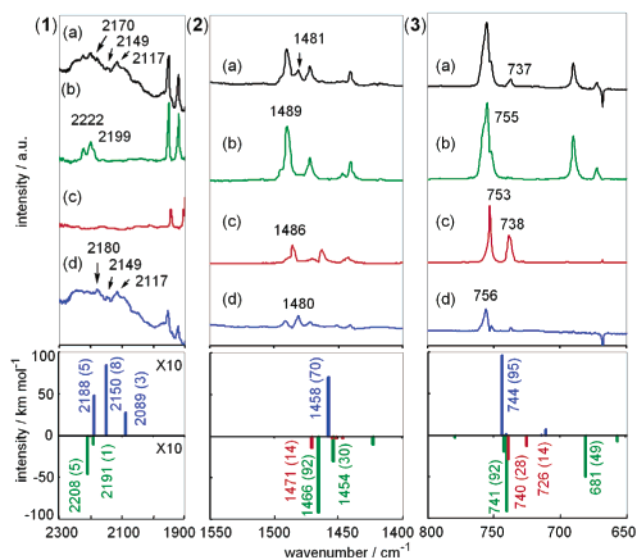 (1)
(a)
2170
2149
2117
(b)
2222
2199
(c)
2180
(d)
2149
2117
(2)
1481
(a)
1489
(b)
1486
(c)
1480
(d)
(3)
(a)
737
755
(b)
753
738
(c)
756
(d)
intensity / a.u.
intensity / km mol⁻¹
100
50
0
-50
-100
X10
2188 (5)
2150 (8)
2089 (3)
X10
2208 (5)
2191 (1)
1458 (70)
1471 (14)
1466 (92)
1454 (30)
744 (95)
741 (92)
740 (28)
726 (14)
681 (49)
2300 2100 1900
1550 1500 1450 1400
800 750 700 650
wavenumber / cm⁻¹